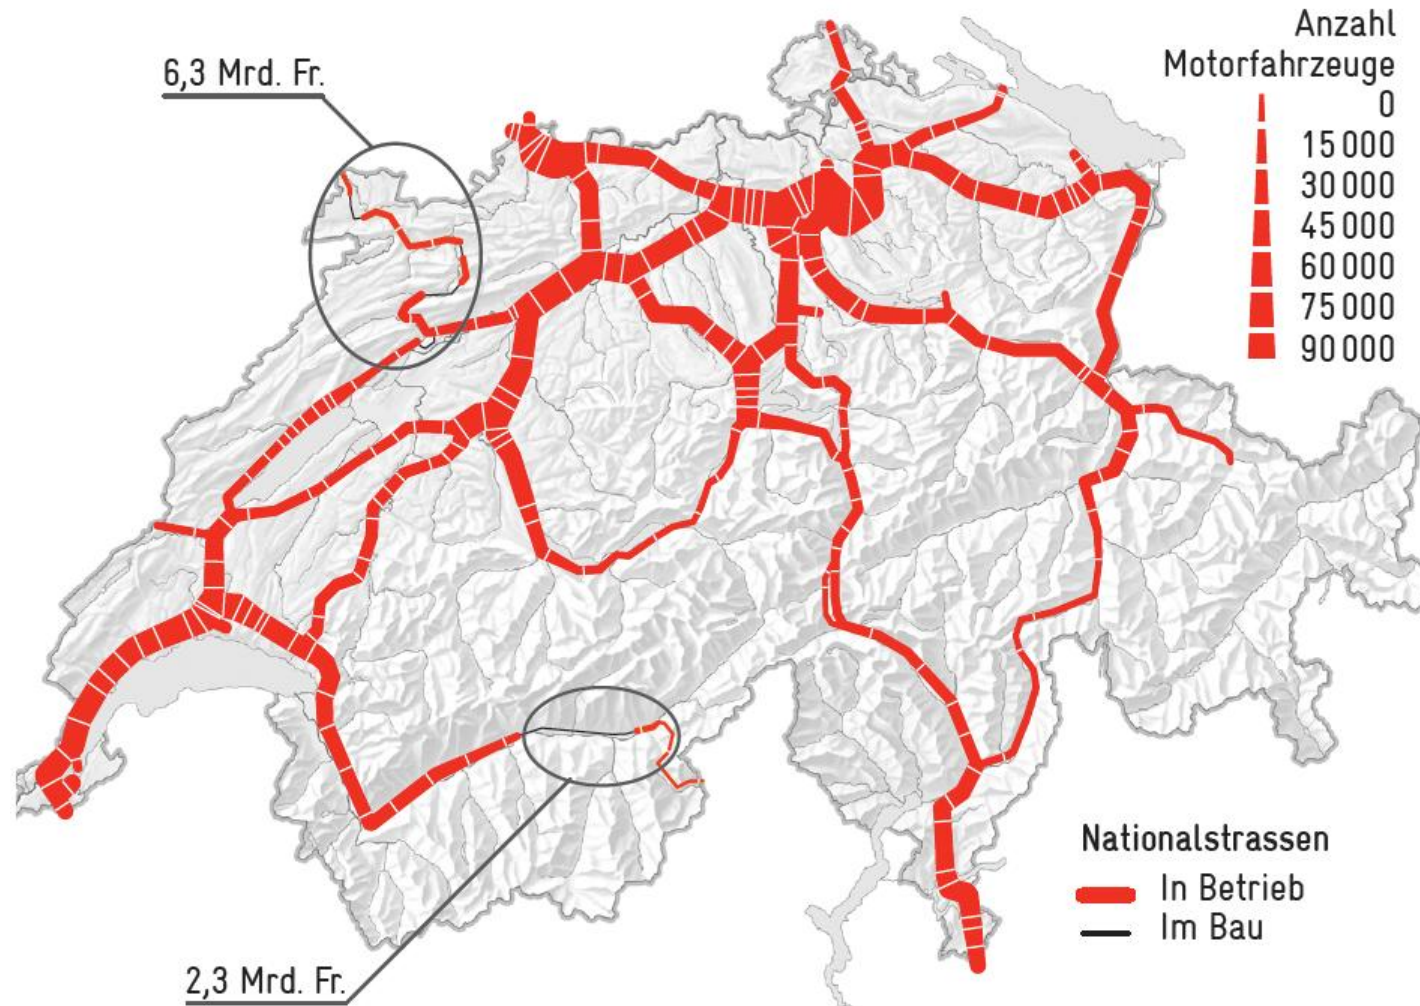 6,3 Mrd. Fr.
Anzahl
Motorfahrzeuge
0
15 000
30 000
45 000
60 000
75 000
90 000
Nationalstrassen
In Betrieb
Im Bau
2,3 Mrd. Fr.